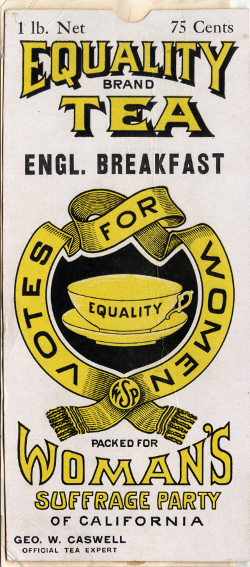 1 lb. Net 75 Cents
EQUALITY
BRAND
TEA
ENGL. BREAKFAST
VOTES FOR WOMEN
EQUALITY
WSP
PACKED FOR
WOMAN'S
SUFFRAGE PARTY
OF CALIFORNIA
GEO. W. CASWELL
OFFICIAL TEA EXPERT